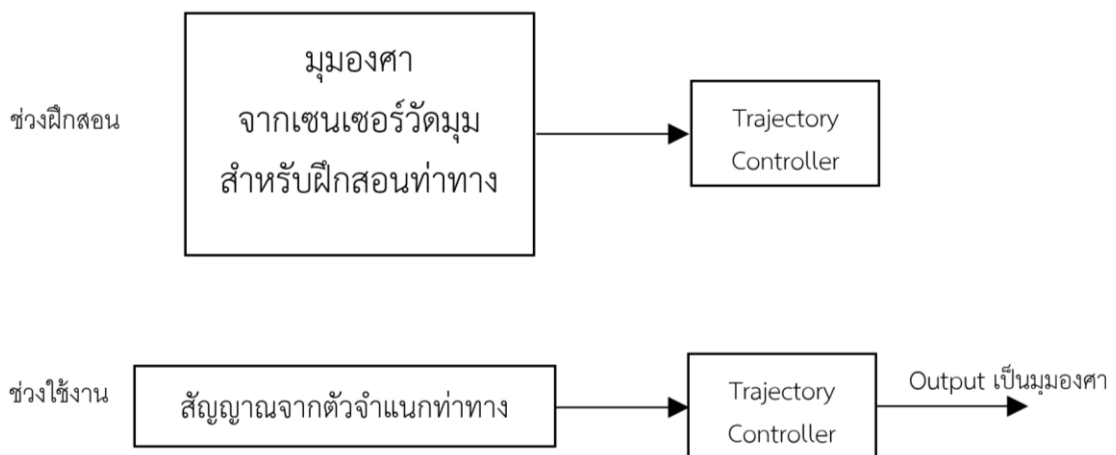 ช่วงฝึกสอน
มุมองศา
จากเซนเซอร์วัดมุม
สำหรับฝึกสอนท่าทาง
Trajectory
Controller
ช่วงใช้งาน
สัญญาณจากตัวจำแนกท่าทาง
Trajectory
Controller
Output เป็นมุมองศา